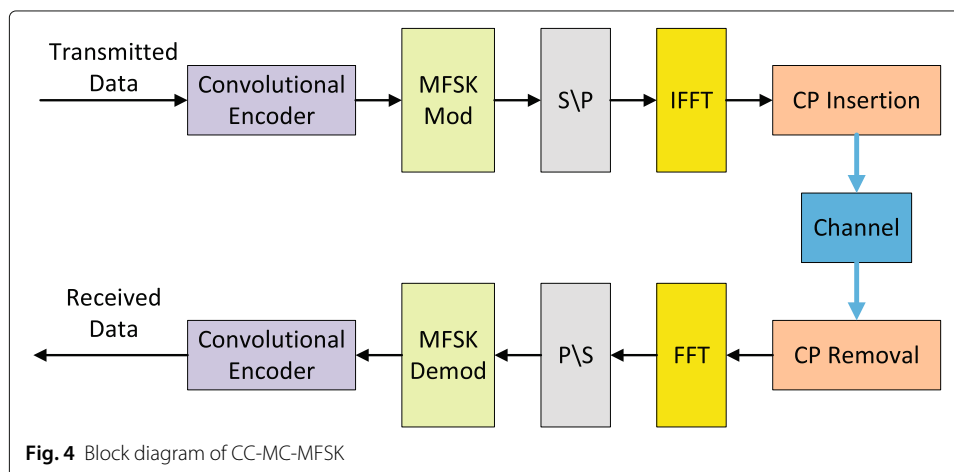 Transmitted
Data
Convolutional
Encoder
MFSK
Mod
S\P
IFFT
CP Insertion
Channel
Received
Data
Convolutional
Encoder
MFSK
Demod
P\S
FFT
CP Removal
Fig. 4 Block diagram of CC-MC-MFSK